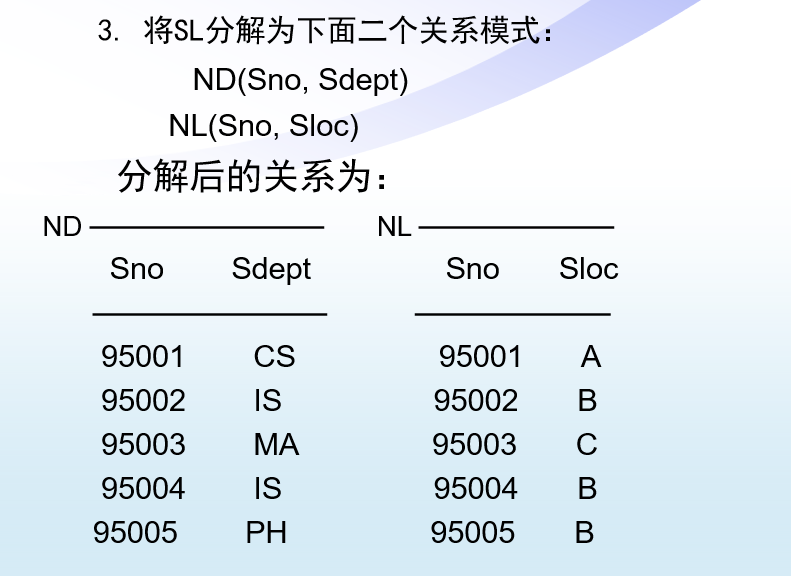 3. 将SL分解为下面二个关系模式：
ND(Sno, Sdept)
NL(Sno, Sloc)
分解后的关系为：
ND NL
Sno Sdept Sno Sloc
95001 CS 95001 A
95002 IS 95002 B
95003 MA 95003 C
95004 IS 95004 B
95005 PH 95005 B